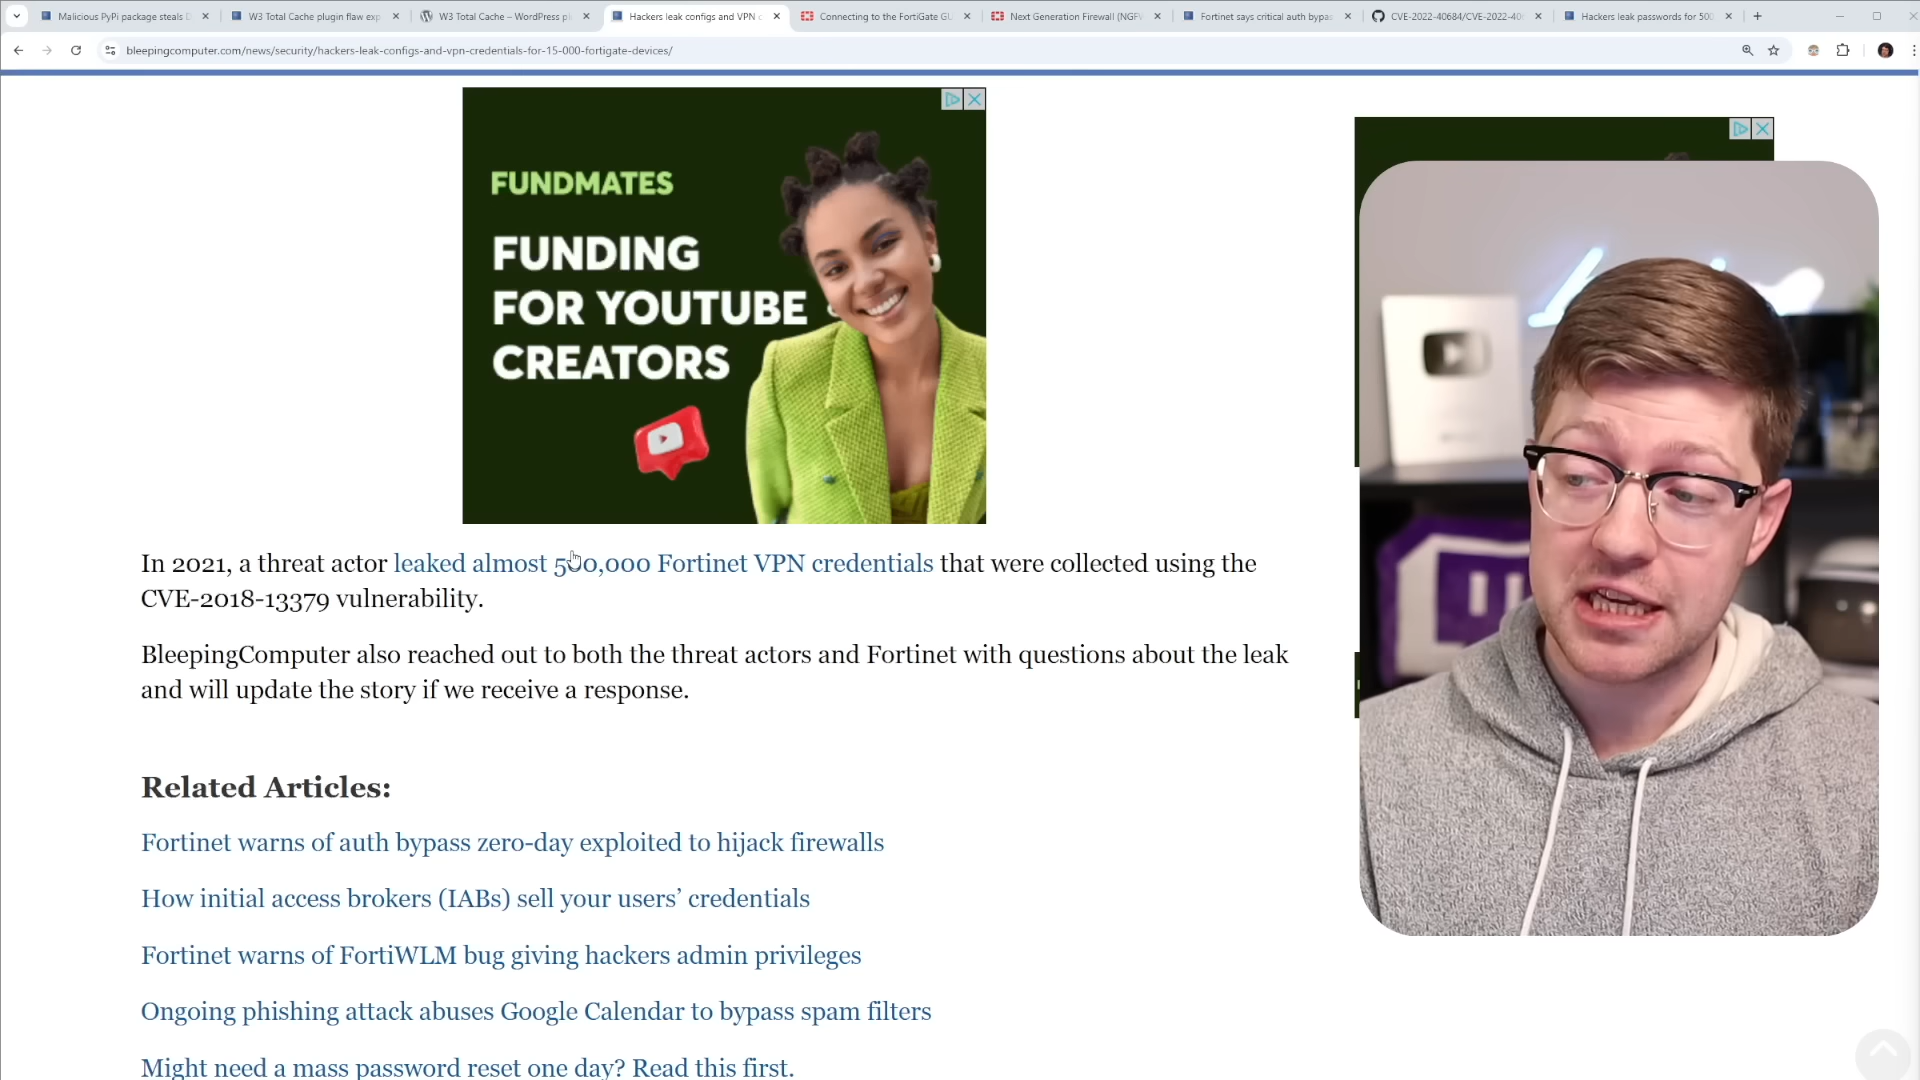 Malicious PyPi package steals D
W3 Total Cache plugin flaw exp
W3 Total Cache – WordPress pl
Hackers leak configs and VPN c
Connecting to the FortiGate GU
Next Generation Firewall (NGFW
Fortinet says critical auth bypas
CVE-2022-40684/CVE-2022-40
Hackers leak passwords for 500
bleepingcomputer.com/news/security/hackers-leak-configs-and-vpn-credentials-for-15-000-fortigate-devices/
FUNDMATES
FUNDING
FOR YOUTUBE
CREATORS
In 2021, a threat actor leaked almost 500,000 Fortinet VPN credentials that were collected using the
CVE-2018-13379 vulnerability.
BleepingComputer also reached out to both the threat actors and Fortinet with questions about the leak
and will update the story if we receive a response.
Related Articles:
Fortinet warns of auth bypass zero-day exploited to hijack firewalls
How initial access brokers (IABs) sell your users’ credentials
Fortinet warns of FortiWLM bug giving hackers admin privileges
Ongoing phishing attack abuses Google Calendar to bypass spam filters
Might need a mass password reset one day? Read this first.